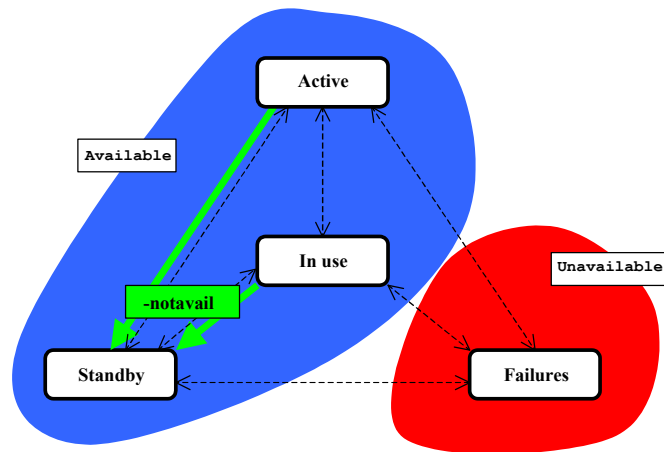 Active
Available
In use
Unavailable
-notavail
Standby
Failures